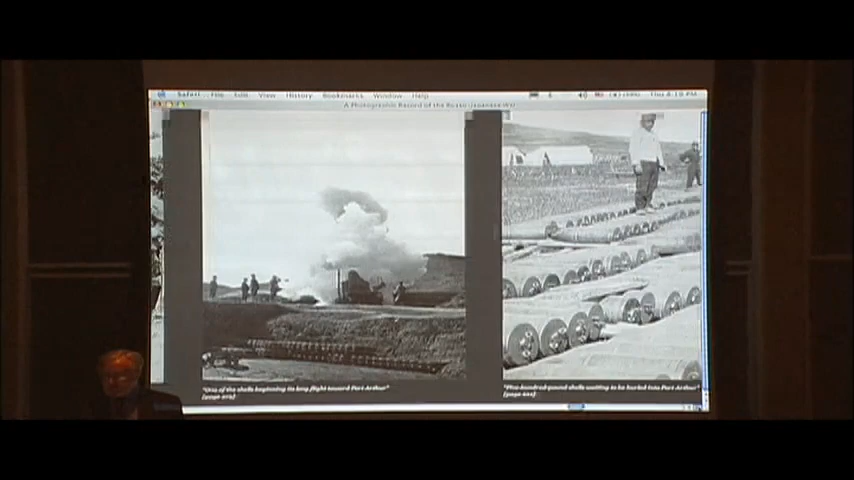 Safari File Edit View History Bookmarks Window Help
A Photographic Record of the Russo-Japanese War
"One of the shells beginning its long flight toward Port Arthur"
"Five-hundred-pound shells waiting to be hurled into Port Arthur"